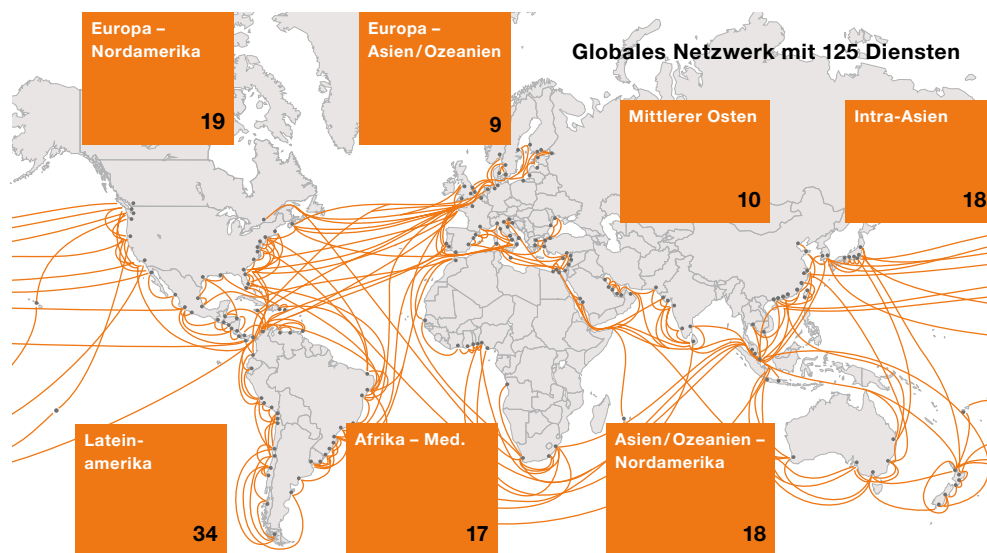 Globales Netzwerk mit 125 Diensten
Europa –
Nordamerika
19
Europa –
Asien/Ozeanien
9
Mittlerer Osten
10
Intra-Asien
18
Latein-
amerika
34
Afrika – Med.
17
Asien/Ozeanien –
Nordamerika
18